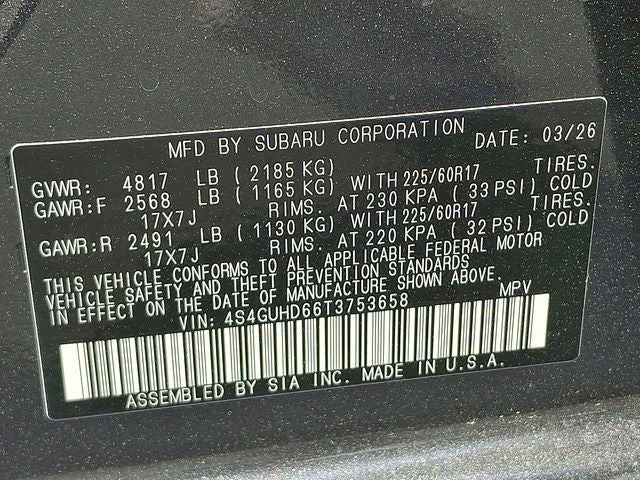 MFD BY SUBARU CORPORATION DATE: 03/26
GVWR: 4817 LB ( 2185 KG)
GAWR:F 2568 LB ( 1165 KG) WITH 225/60R17 TIRES.
17X7J RIMS. AT 230 KPA ( 33 PSI) COLD
GAWR:R 2491 LB ( 1130 KG) WITH 225/60R17 TIRES.
17X7J RIMS. AT 220 KPA ( 32 PSI) COLD
THIS VEHICLE CONFORMS TO ALL APPLICABLE FEDERAL MOTOR
VEHICLE SAFETY AND THEFT PREVENTION STANDARDS
IN EFFECT ON THE DATE OF MANUFACTURE SHOWN ABOVE.
VIN: 4S4GUHD66T3753658 MPV
ASSEMBLED BY SIA INC. MADE IN U.S.A.